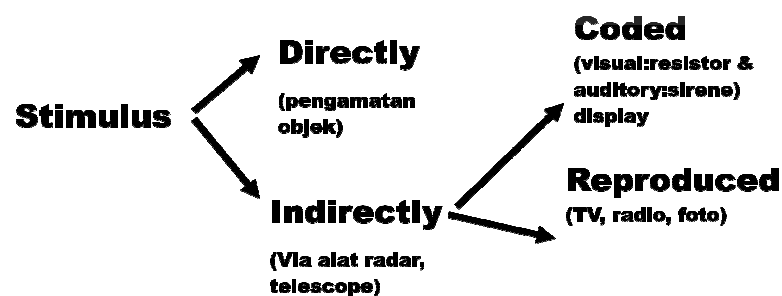 Stimulus
Directly
(pengamatan
objek)
Indirectly
(Via alat radar,
telescope)
Coded
(visual:resistor &
auditory:sirene)
display
Reproduced
(TV, radio, foto)